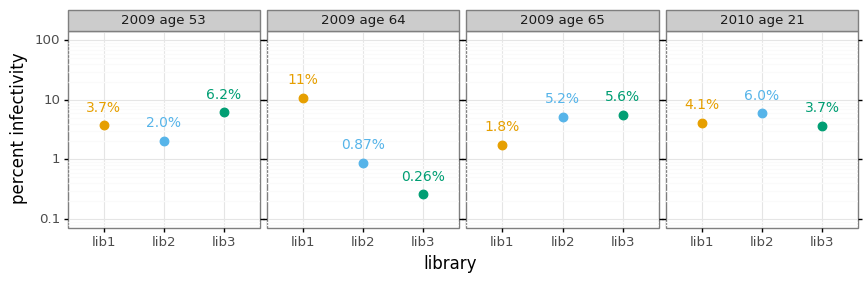 2009 age 53 2009 age 64 2009 age 65 2010 age 21
percent infectivity
100
10
1
0.1
3.7% 2.0% 6.2%
11% 0.87% 0.26%
1.8% 5.2% 5.6%
4.1% 6.0% 3.7%
lib1 lib2 lib3 lib1 lib2 lib3 lib1 lib2 lib3 lib1 lib2 lib3
library